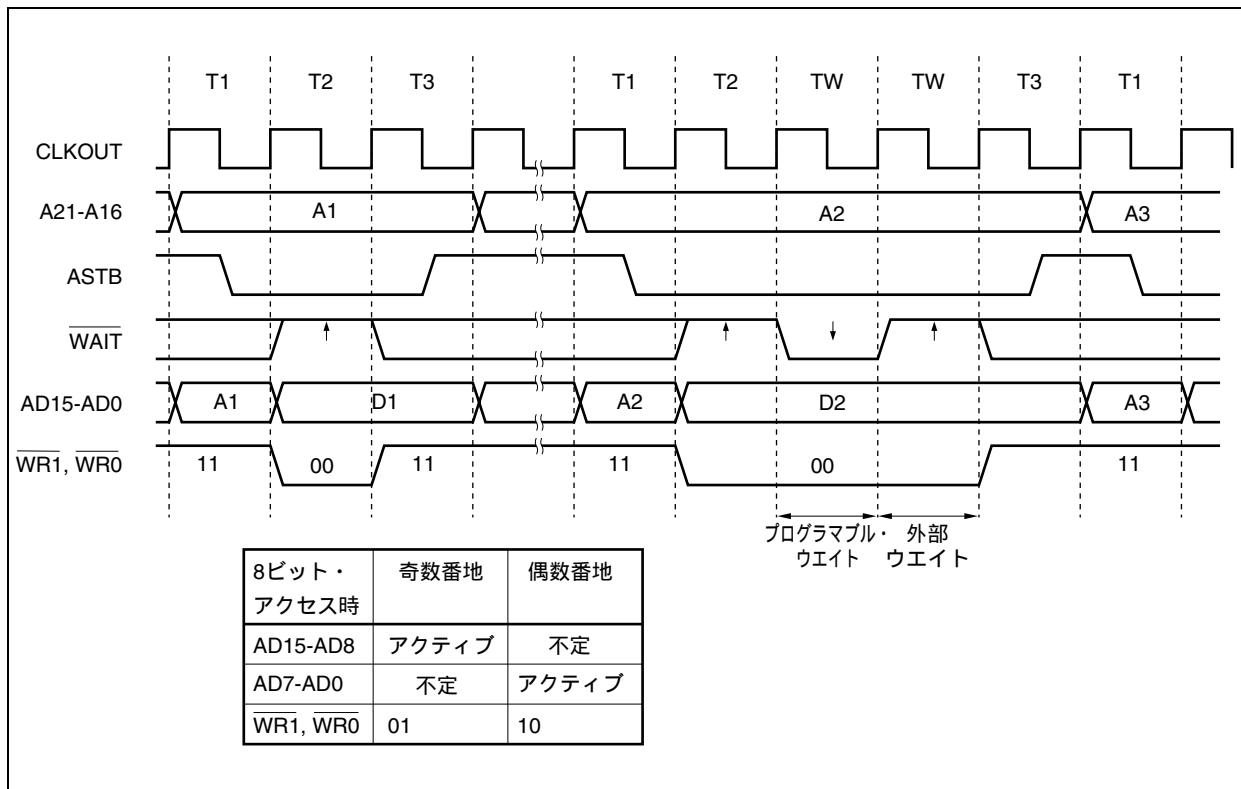 T1 T2 T3 T1 T2 TW TW T3 T1
CLKOUT
A21-A16 A1 A2 A3
ASTB
WAIT
AD15-AD0 A1 D1 A2 D2 A3
WR1, WR0 11 00 11 11 00 11
プログラマブル・
ウエイト
外部
ウエイト
8ビット・
アクセス時 奇数番地 偶数番地
AD15-AD8 アクティブ 不定
AD7-AD0 不定 アクティブ
WR1, WR0 01 10